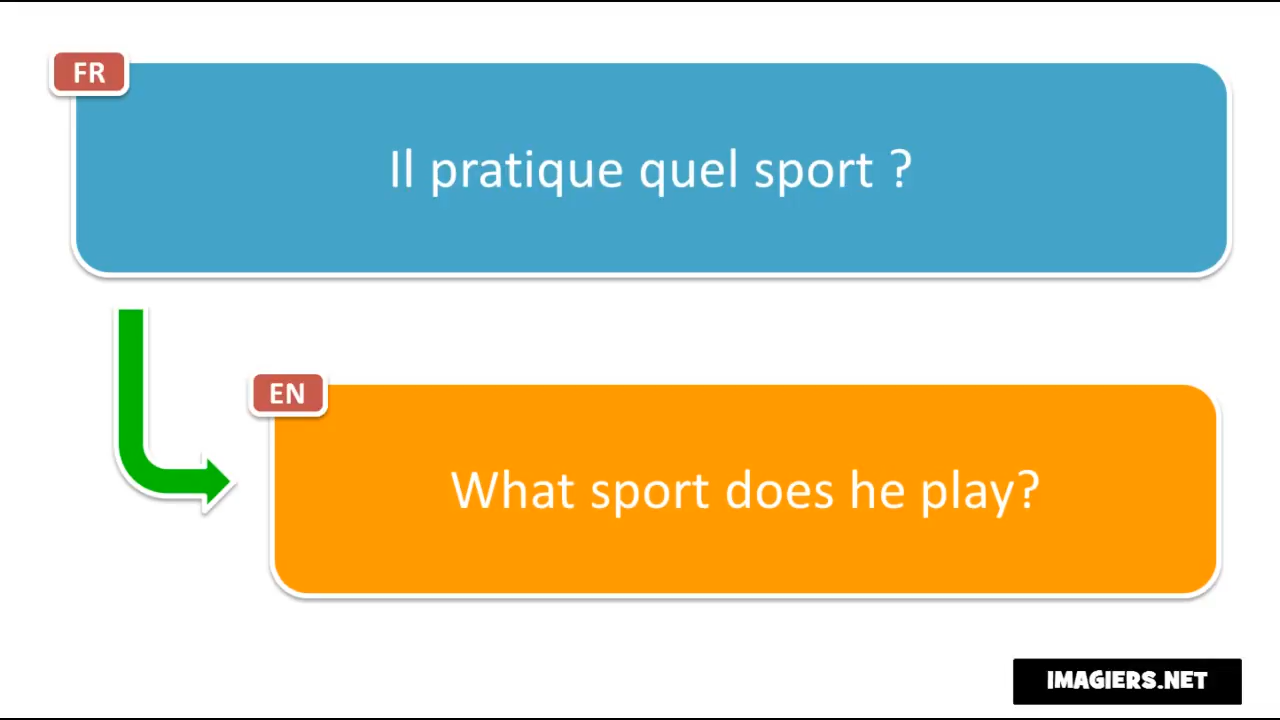 FR
Il pratique quel sport ?
EN
What sport does he play?
IMAGIERS.NET